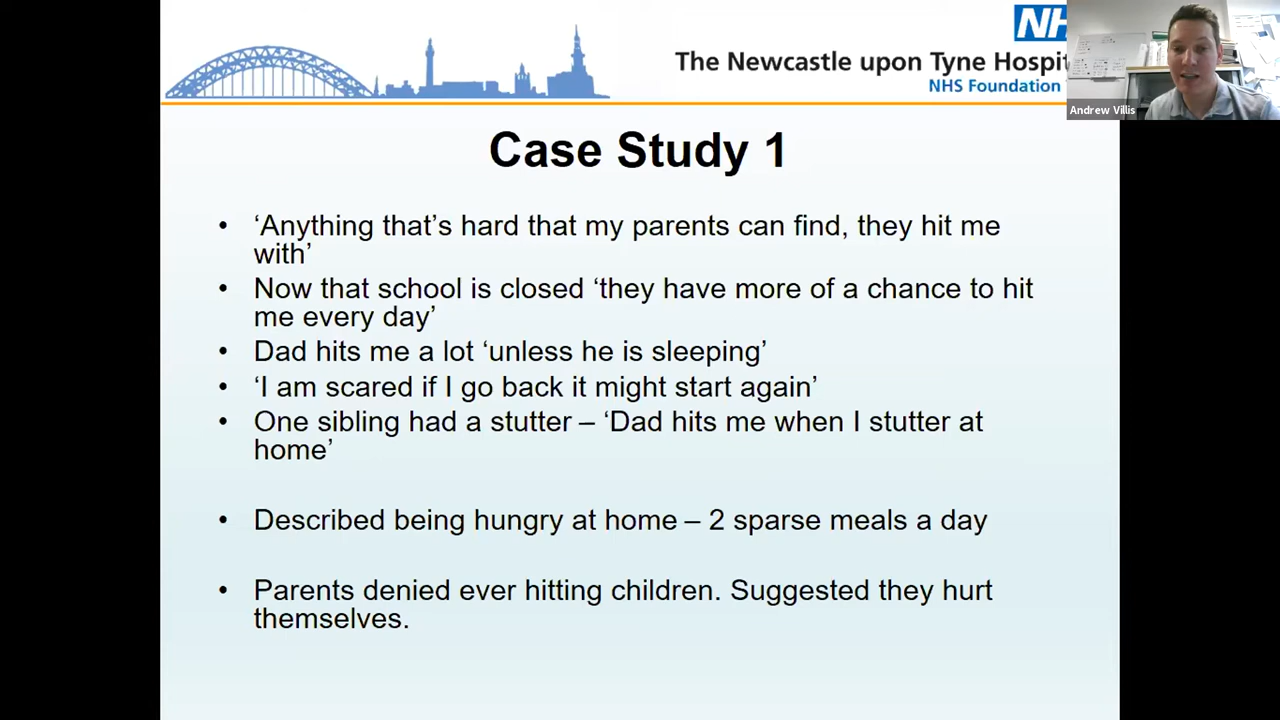 NH
The Newcastle upon Tyne Hospit
NHS Foundation
Andrew Villis
Case Study 1
• ‘Anything that’s hard that my parents can find, they hit me
with’
• Now that school is closed ‘they have more of a chance to hit
me every day’
• Dad hits me a lot ‘unless he is sleeping’
• ‘I am scared if I go back it might start again’
• One sibling had a stutter – ‘Dad hits me when I stutter at
home’
• Described being hungry at home – 2 sparse meals a day
• Parents denied ever hitting children. Suggested they hurt
themselves.